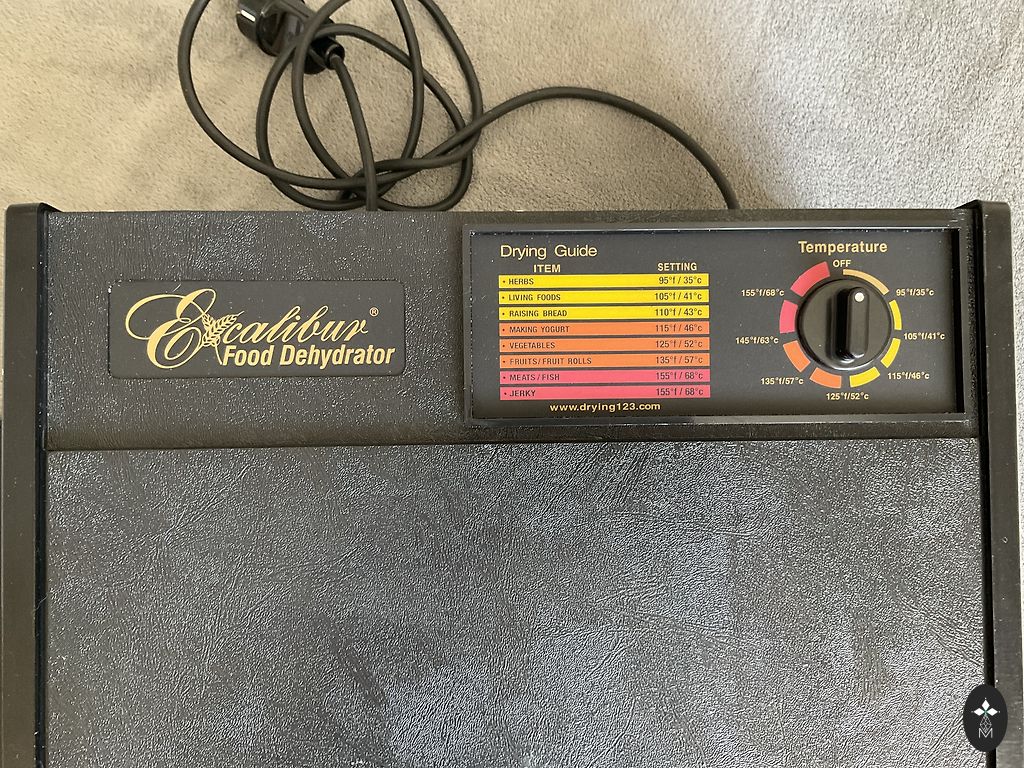 Excalibur®
Food Dehydrator
Drying Guide
ITEM SETTING
• HERBS 95°f / 35°c
• LIVING FOODS 105°f / 41°c
• RAISING BREAD 110°f / 43°c
• MAKING YOGURT 115°f / 46°c
• VEGETABLES 125°f / 52°c
• FRUITS/FRUIT ROLLS 135°f / 57°c
• MEATS/FISH 155°f / 68°c
• JERKY 155°f / 68°c
www.drying123.com
Temperature
OFF
155°f/68°c 95°f/35°c
145°f/63°c 105°f/41°c
135°f/57°c 115°f/46°c
125°f/52°c
M